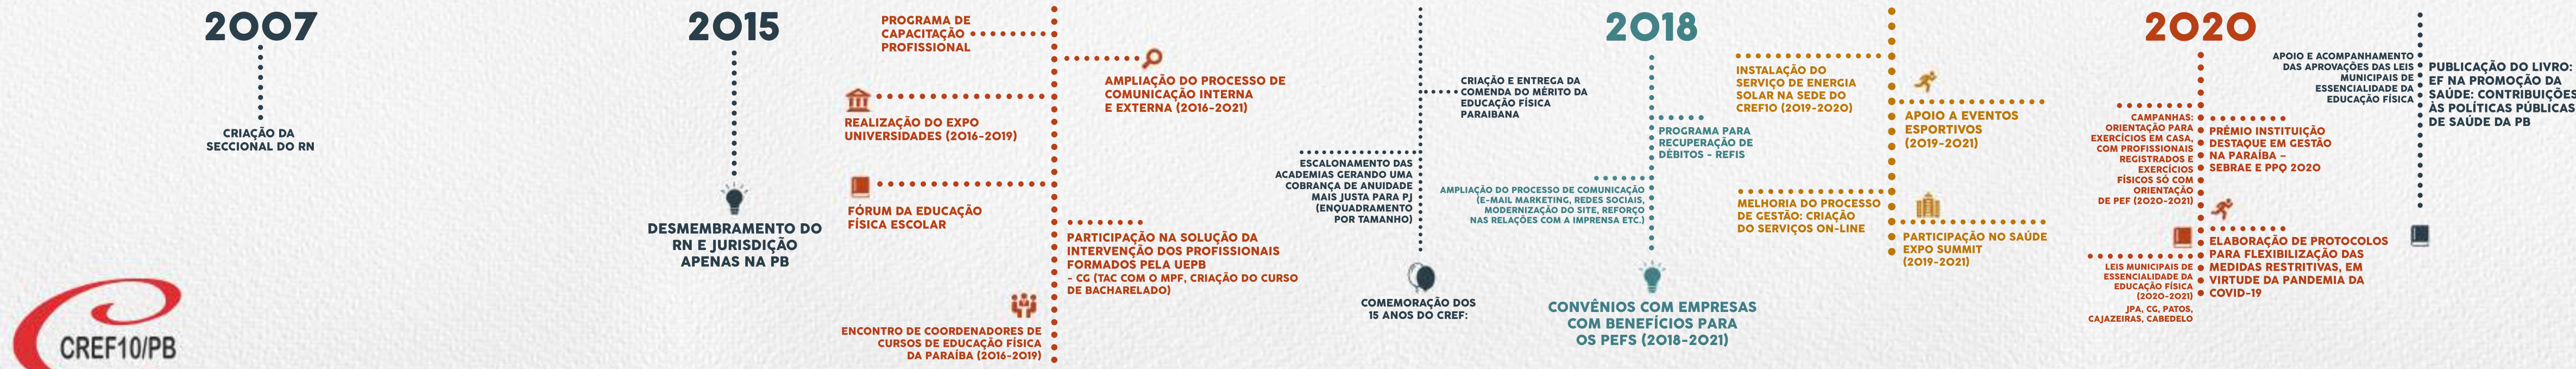 2007
CRIAÇÃO DA
SECCIONAL DO RN
CREF10/PB
2015
DESMEMBRAMENTO DO
RN E JURISDIÇÃO
APENAS NA PB
PROGRAMA DE
CAPACITAÇÃO
PROFISSIONAL
AMPLIAÇÃO DO PROCESSO DE
COMUNICAÇÃO INTERNA
E EXTERNA (2016-2021)
REALIZAÇÃO DO EXPO
UNIVERSIDADES (2016-2019)
FÓRUM DA EDUCAÇÃO
FÍSICA ESCOLAR
PARTICIPAÇÃO NA SOLUÇÃO DA
INTERVENÇÃO DOS PROFISSIONAIS
FORMADOS PELA UEPB
- CG (TAC COM O MPF, CRIAÇÃO DO CURSO
DE BACHARELADO)
ENCONTRO DE COORDENADORES DE
CURSOS DE EDUCAÇÃO FÍSICA
DA PARAÍBA (2016-2019)
CRIAÇÃO E ENTREGA DA
COMENDA DO MÉRITO DA
EDUCAÇÃO FÍSICA
PARAIBANA
ESCALONAMENTO DAS
ACADEMIAS GERANDO UMA
COBRANÇA DE ANUIDADE
MAIS JUSTA PARA PJ
(ENQUADRAMENTO
POR TAMANHO)
COMEMORAÇÃO DOS
15 ANOS DO CREF:
2018
PROGRAMA PARA
RECUPERAÇÃO DE
DÉBITOS - REFIS
AMPLIAÇÃO DO PROCESSO DE COMUNICAÇÃO
(E-MAIL MARKETING, REDES SOCIAIS,
MODERNIZAÇÃO DO SITE, REFORÇO
NAS RELAÇÕES COM A IMPRENSA ETC.)
CONVÊNIOS COM EMPRESAS
COM BENEFÍCIOS PARA
OS PEFS (2018-2021)
INSTALAÇÃO DO
SERVIÇO DE ENERGIA
SOLAR NA SEDE DO
CREF10 (2019-2020)
APOIO A EVENTOS
ESPORTIVOS
(2019-2021)
MELHORIA DO PROCESSO
DE GESTÃO: CRIAÇÃO
DO SERVIÇOS ON-LINE
PARTICIPAÇÃO NO SAÚDE
EXPO SUMMIT
(2019-2021)
2020
CAMPANHAS:
ORIENTAÇÃO PARA
EXERCÍCIOS EM CASA,
COM PROFISSIONAIS
REGISTRADOS E
EXERCÍCIOS
FÍSICOS SÓ COM
ORIENTAÇÃO
DE PEF (2020-2021)
PRÊMIO INSTITUIÇÃO
DESTAQUE EM GESTÃO
NA PARAÍBA –
SEBRAE E PPQ 2020
LEIS MUNICIPAIS DE
ESSENCIALIDADE DA
EDUCAÇÃO FÍSICA
(2020-2021)
JPA, CG, PATOS,
CAJAZEIRAS, CABEDELO
ELABORAÇÃO DE PROTOCOLOS
PARA FLEXIBILIZAÇÃO DAS
MEDIDAS RESTRITIVAS, EM
VIRTUDE DA PANDEMIA DA
COVID-19
APOIO E ACOMPANHAMENTO
DAS APROVAÇÕES DAS LEIS
MUNICIPAIS DE
ESSENCIALIDADE DA
EDUCAÇÃO FÍSICA
PUBLICAÇÃO DO LIVRO:
EF NA PROMOÇÃO DA
SAÚDE: CONTRIBUIÇÕES
ÀS POLÍTICAS PÚBLICAS
DE SAÚDE DA PB